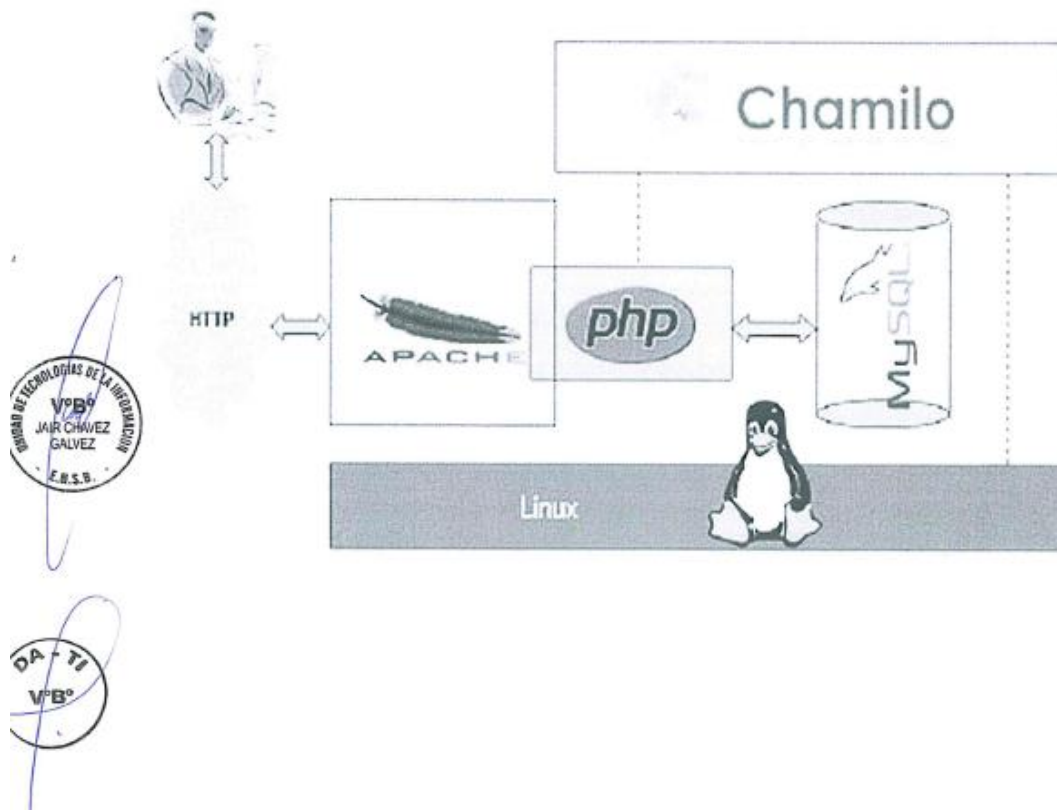 Chamilo
HTTP
APACHE
php
MySQL
Linux
UNIDAD DE TECNOLOGIAS DE LA INFORMACION
VºBº
JAIR CHAVEZ
GALVEZ
- E.B.S.B. -
DA - TI
VºBº